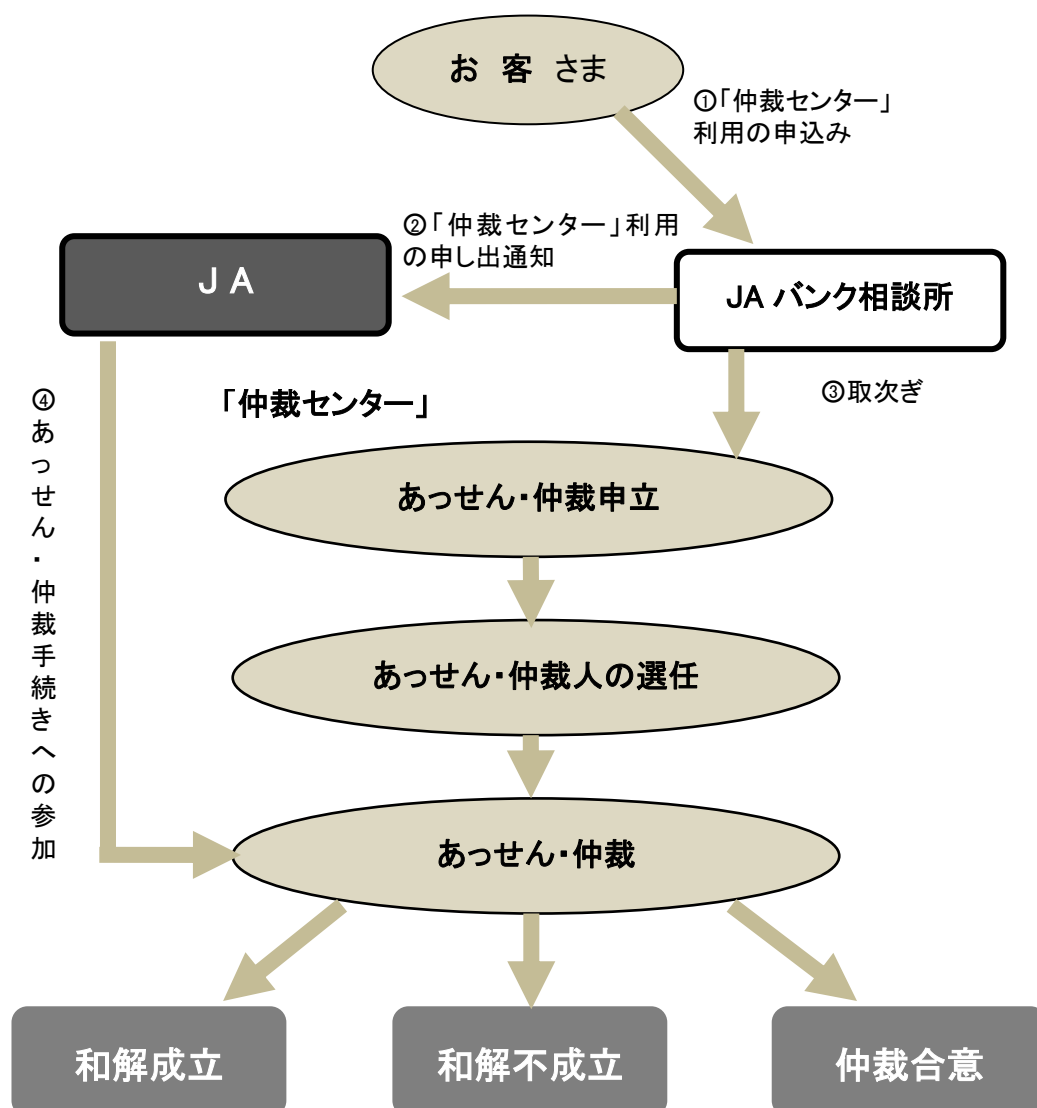 お 客 さま
①「仲裁センター」
利用の申込み
②「仲裁センター」利用
の申し出通知
JA
JA バンク相談所
③取次ぎ
「仲裁センター」
④あっせん・仲裁手続きへの参加
あっせん・仲裁申立
あっせん・仲裁人の選任
あっせん・仲裁
和解成立
和解不成立
仲裁合意